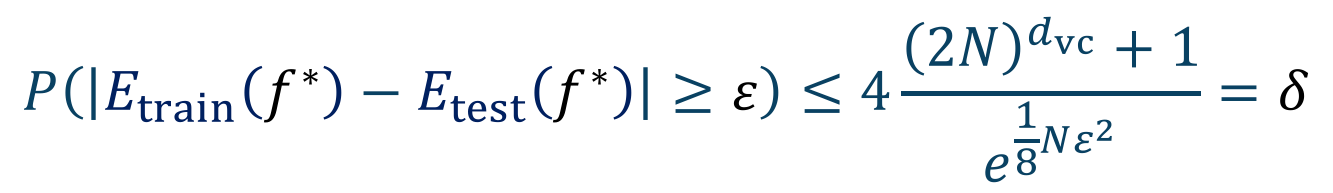 P(|E_train(f*) − E_test(f*)| ≥ ε) ≤ 4 ((2N)^{d_vc} + 1) / (e^{(1/8)Nε²}) = δ